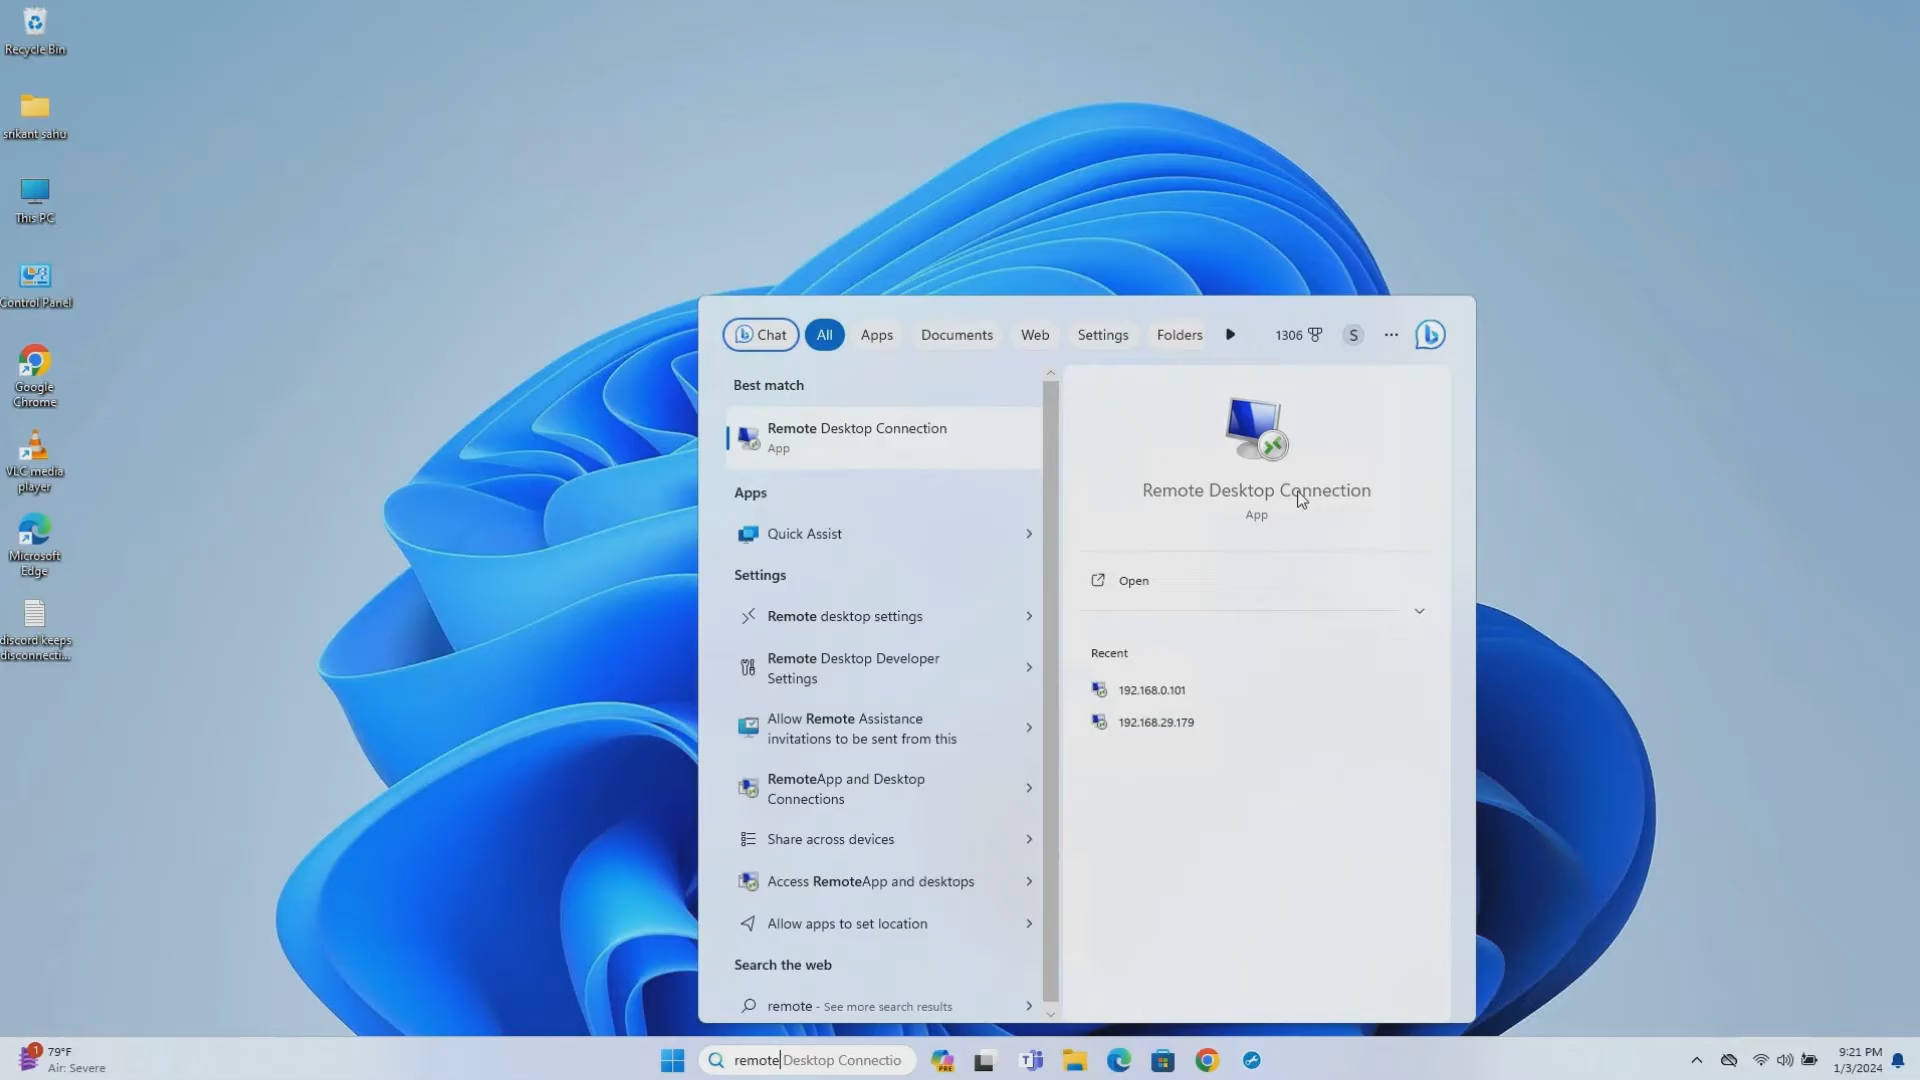 Recycle Bin
srikant sahu
This PC
Control Panel
Google
Chrome
VLC media
player
Microsoft
Edge
discord keeps
disconnecti...
Chat
All
Apps
Documents
Web
Settings
Folders
1306
S
Best match
Remote Desktop Connection
App
Apps
Quick Assist
Settings
Remote desktop settings
Remote Desktop Developer
Settings
Allow Remote Assistance
invitations to be sent from this
RemoteApp and Desktop
Connections
Share across devices
Access RemoteApp and desktops
Allow apps to set location
Search the web
remote - See more search results
Remote Desktop Connection
App
Open
Recent
192.168.0.101
192.168.29.179
1
79°F
Air: Severe
remote Desktop Connectio
PRE
9:21 PM
1/3/2024